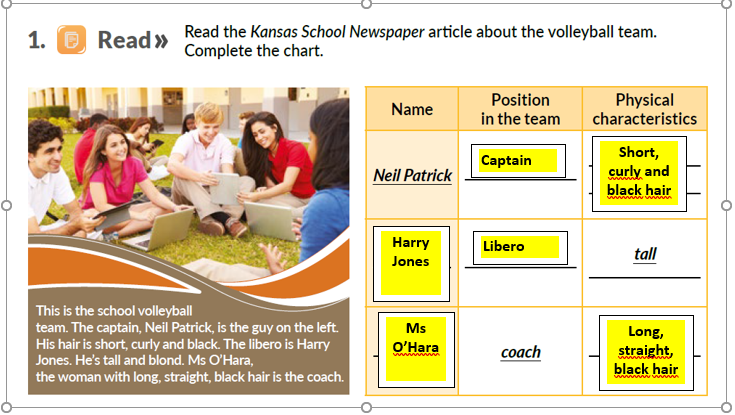 1. Read» Read the Kansas School Newspaper article about the volleyball team.
Complete the chart.
Name
Position
in the team
Physical
characteristics
Neil Patrick
Captain
Short,
curly and
black hair
Harry
Jones
Libero
tall
Ms
O'Hara
coach
Long,
straight,
black hair
This is the school volleyball
team. The captain, Neil Patrick, is the guy on the left.
His hair is short, curly and black. The libero is Harry
Jones. He's tall and blond. Ms O'Hara,
the woman with long, straight, black hair is the coach.